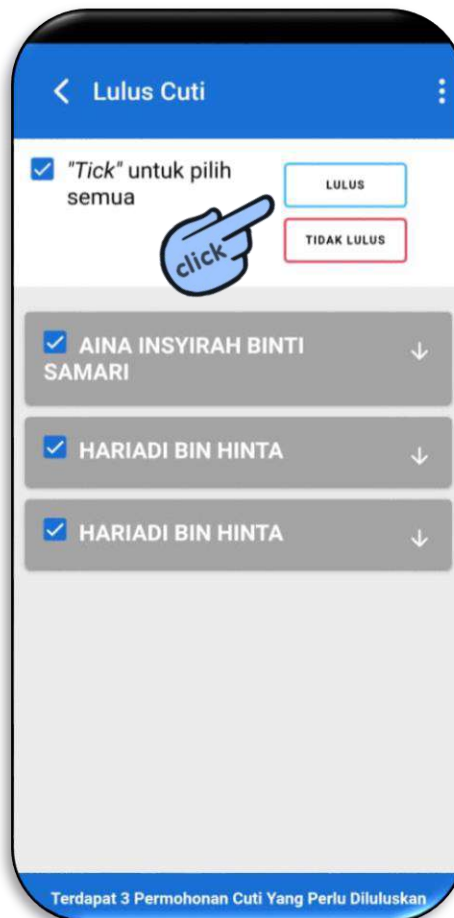 Lulus Cuti
"Tick" untuk pilih
semua
LULUS
TIDAK LULUS
click
AINA INSYIRAH BINTI
SAMARI
HARIADI BIN HINTA
HARIADI BIN HINTA
Terdapat 3 Permohonan Cuti Yang Perlu Diluluskan